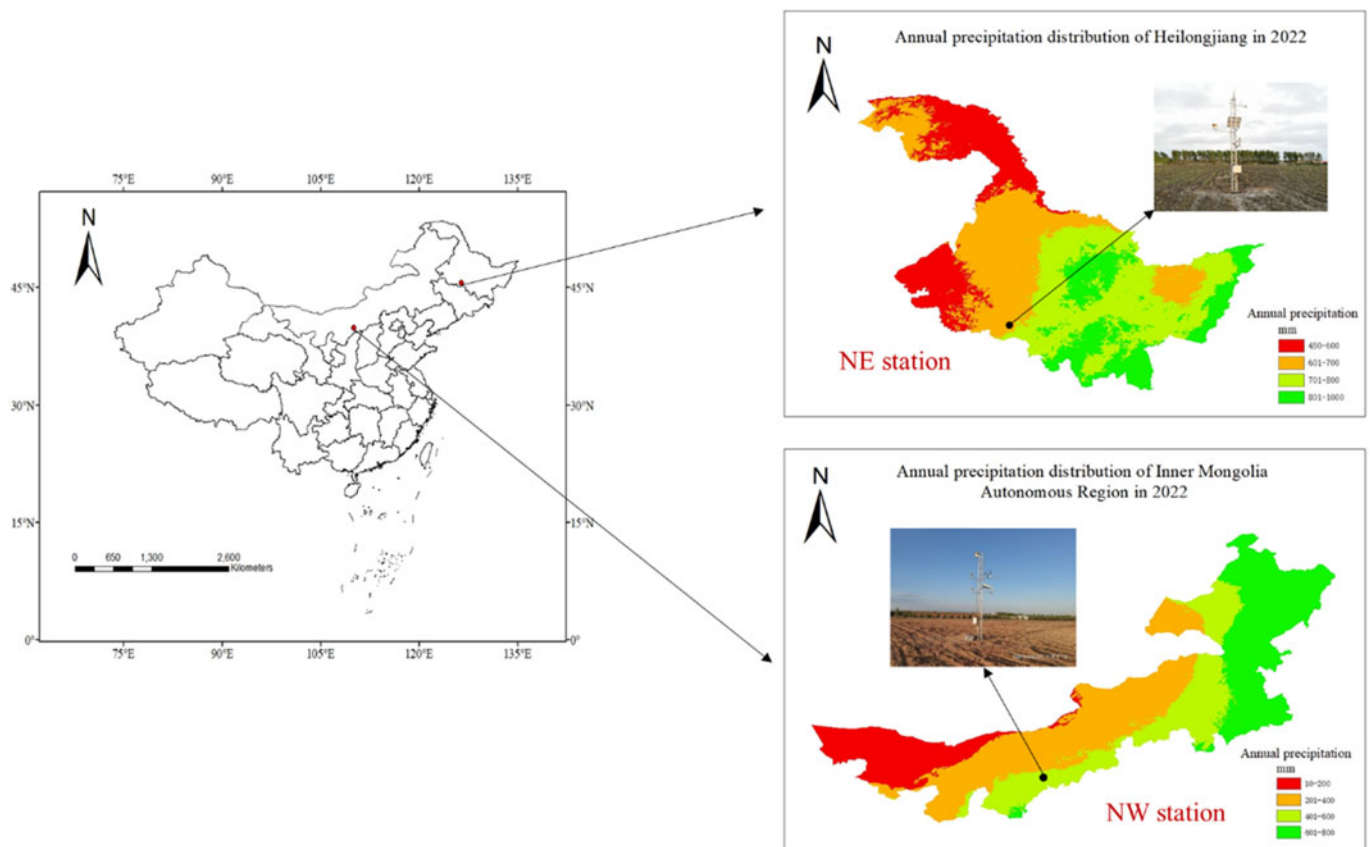 75°E 90°E 105°E 120°E 135°E
N
45°N 45°N
30°N 30°N
15°N 15°N
0° 0°
0 650 1,300 2,600
Kilometers
75°E 90°E 105°E 120°E 135°E
Annual precipitation distribution of Heilongjiang in 2022
N
NE station
Annual precipitation
mm
450-600
601-700
701-800
801-1000
Annual precipitation distribution of Inner Mongolia
Autonomous Region in 2022
N
NW station
Annual precipitation
mm
10-200
201-400
401-600
601-800